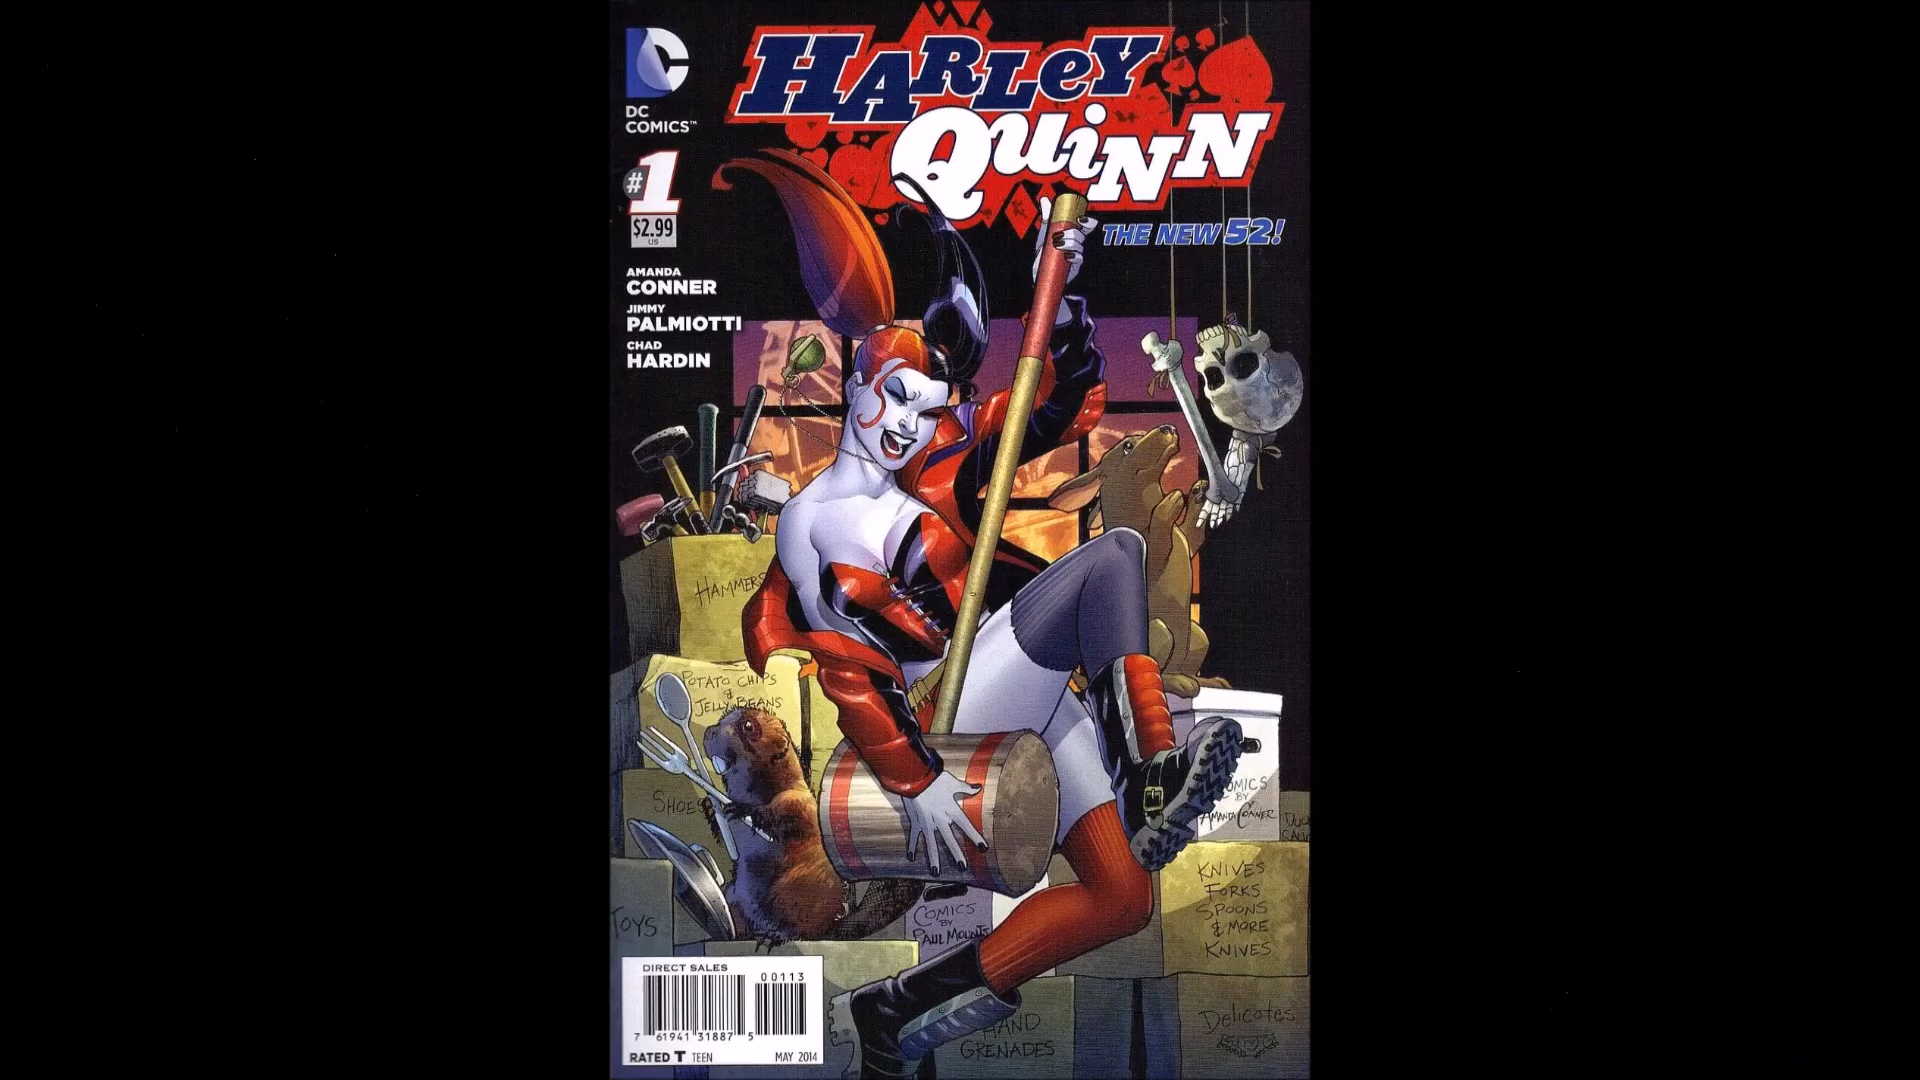 DC
COMICS™
#1
$2.99
US
HARLEY
QUINN
THE NEW 52!
AMANDA
CONNER
JIMMY
PALMIOTTI
CHAD
HARDIN
HAMMERS
POTATO CHIPS
&
JELLY BEANS
SHOES
TOYS
COMICS
BY
PAUL MOUNTS
COMICS
BY
AMANDA CONNER
KNIVES
FORKS
SPOONS
& MORE
KNIVES
HAND
GRENADES
Delicates
DIRECT SALES
00113
7 61941 31887 5
RATED T TEEN
MAY 2014